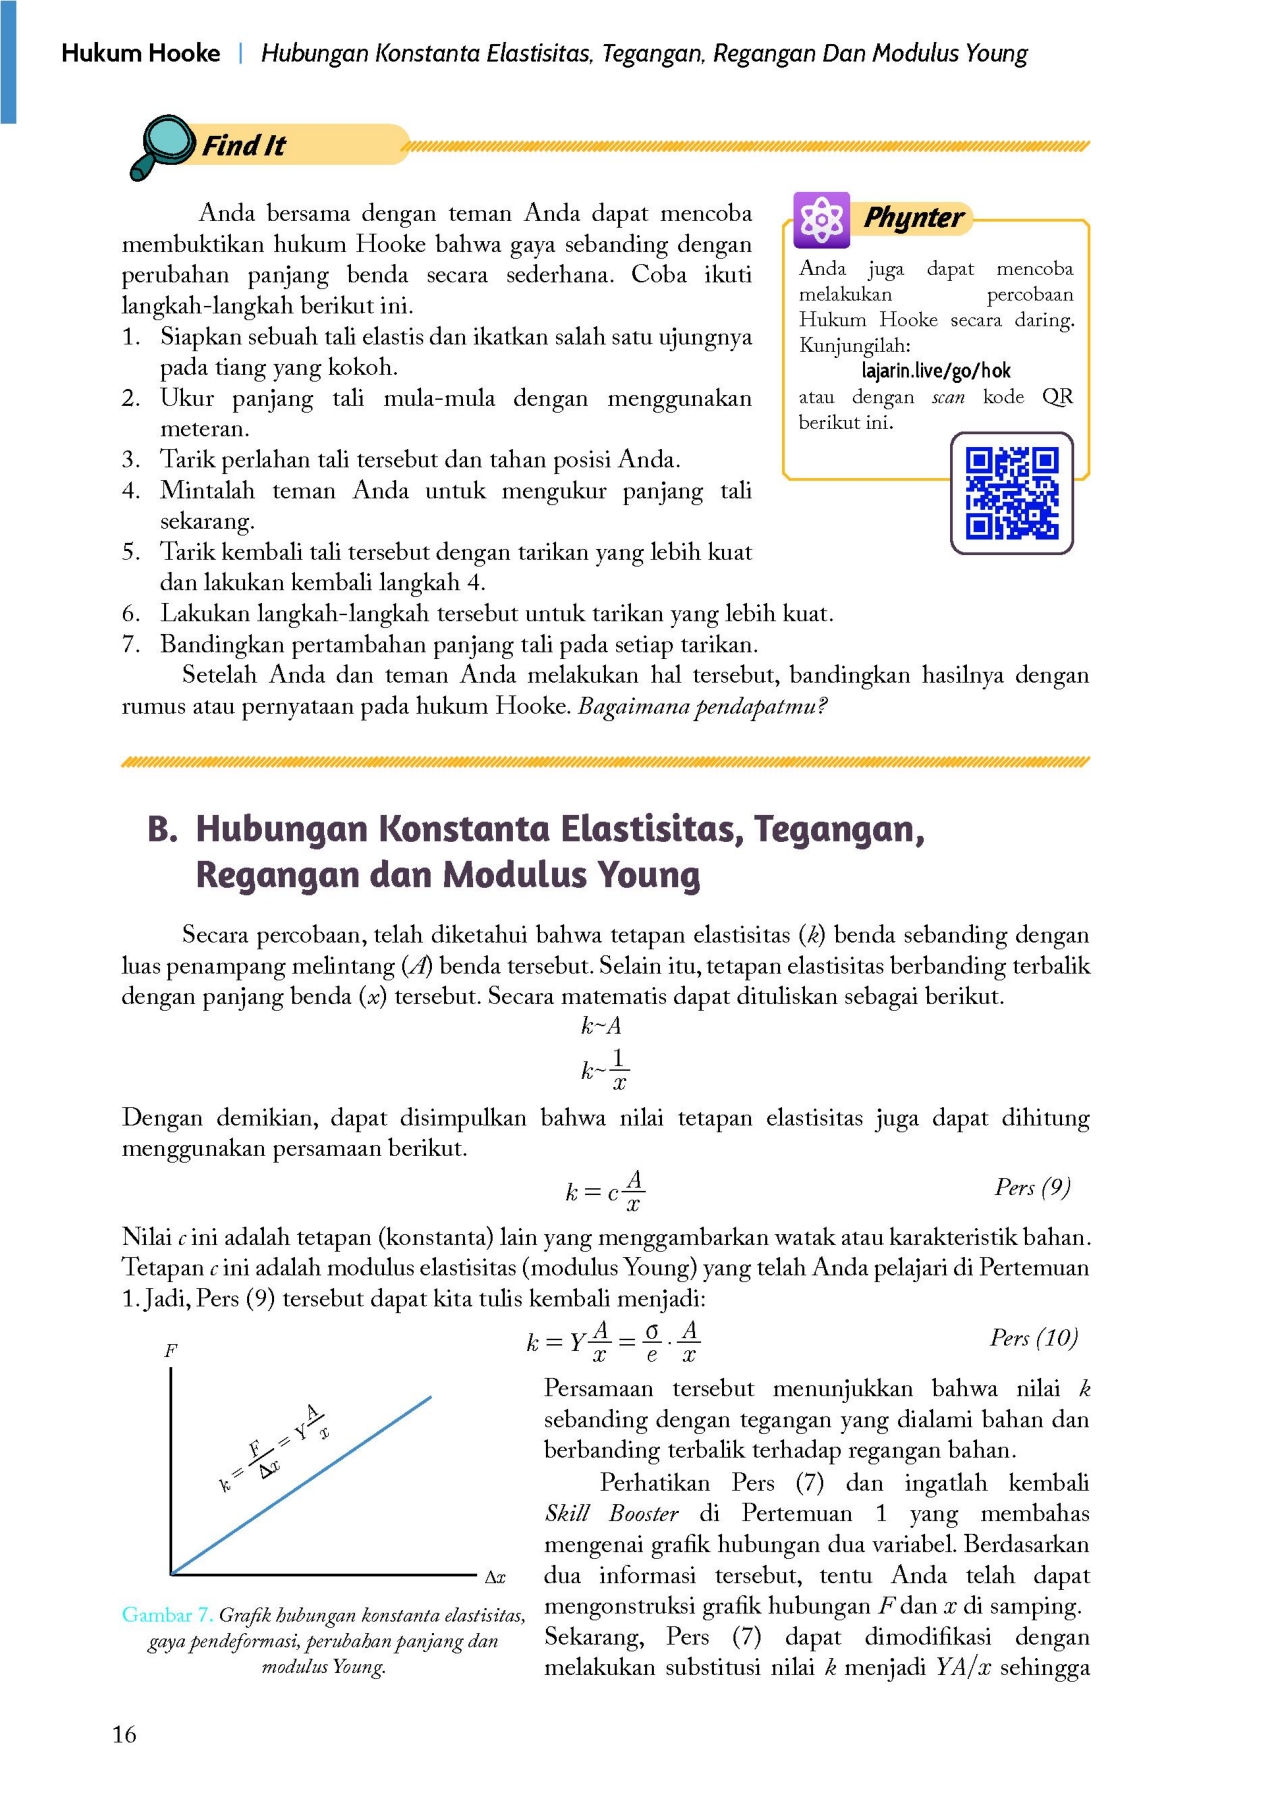 Hukum Hooke | Hubungan Konstanta Elastisitas, Tegangan, Regangan Dan Modulus Young
Find It
Anda bersama dengan teman Anda dapat mencoba
membuktikan hukum Hooke bahwa gaya sebanding dengan
perubahan panjang benda secara sederhana. Coba ikuti
langkah-langkah berikut ini.
1. Siapkan sebuah tali elastis dan ikatkan salah satu ujungnya
pada tiang yang kokoh.
2. Ukur panjang tali mula-mula dengan menggunakan
meteran.
3. Tarik perlahan tali tersebut dan tahan posisi Anda.
4. Mintalah teman Anda untuk mengukur panjang tali
sekarang.
5. Tarik kembali tali tersebut dengan tarikan yang lebih kuat
dan lakukan kembali langkah 4.
6. Lakukan langkah-langkah tersebut untuk tarikan yang lebih kuat.
7. Bandingkan pertambahan panjang tali pada setiap tarikan.
Setelah Anda dan teman Anda melakukan hal tersebut, bandingkan hasilnya dengan
rumus atau pernyataan pada hukum Hooke. Bagaimana pendapatmu?
Phynter
Anda juga dapat mencoba
melakukan percobaan
Hukum Hooke secara daring.
Kunjungilah:
lajarin.live/go/hok
atau dengan scan kode QR
berikut ini.
B. Hubungan Konstanta Elastisitas, Tegangan,
Regangan dan Modulus Young
Secara percobaan, telah diketahui bahwa tetapan elastisitas (k) benda sebanding dengan
luas penampang melintang (A) benda tersebut. Selain itu, tetapan elastisitas berbanding terbalik
dengan panjang benda (x) tersebut. Secara matematis dapat dituliskan sebagai berikut.
k~A
k~1/x
Dengan demikian, dapat disimpulkan bahwa nilai tetapan elastisitas juga dapat dihitung
menggunakan persamaan berikut.
k = c A/x Pers (9)
Nilai c ini adalah tetapan (konstanta) lain yang menggambarkan watak atau karakteristik bahan.
Tetapan c ini adalah modulus elastisitas (modulus Young) yang telah Anda pelajari di Pertemuan
1. Jadi, Pers (9) tersebut dapat kita tulis kembali menjadi:
k = Y A/x = σ/e · A/x Pers (10)
F
k = F/Δx = Y A/x
Δx
Gambar 7. Grafik hubungan konstanta elastisitas,
gaya pendeformasi, perubahan panjang dan
modulus Young.
Persamaan tersebut menunjukkan bahwa nilai k
sebanding dengan tegangan yang dialami bahan dan
berbanding terbalik terhadap regangan bahan.
Perhatikan Pers (7) dan ingatlah kembali
Skill Booster di Pertemuan 1 yang membahas
mengenai grafik hubungan dua variabel. Berdasarkan
dua informasi tersebut, tentu Anda telah dapat
mengonstruksi grafik hubungan F dan x di samping.
Sekarang, Pers (7) dapat dimodifikasi dengan
melakukan substitusi nilai k menjadi YA/x sehingga
16